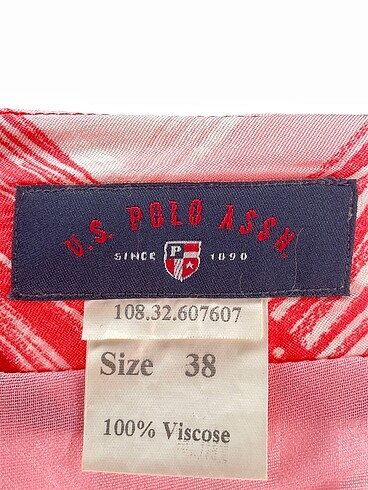 U.S. POLO ASSN.
SINCE P 1890
108.32.607607
Size 38
100% Viscose